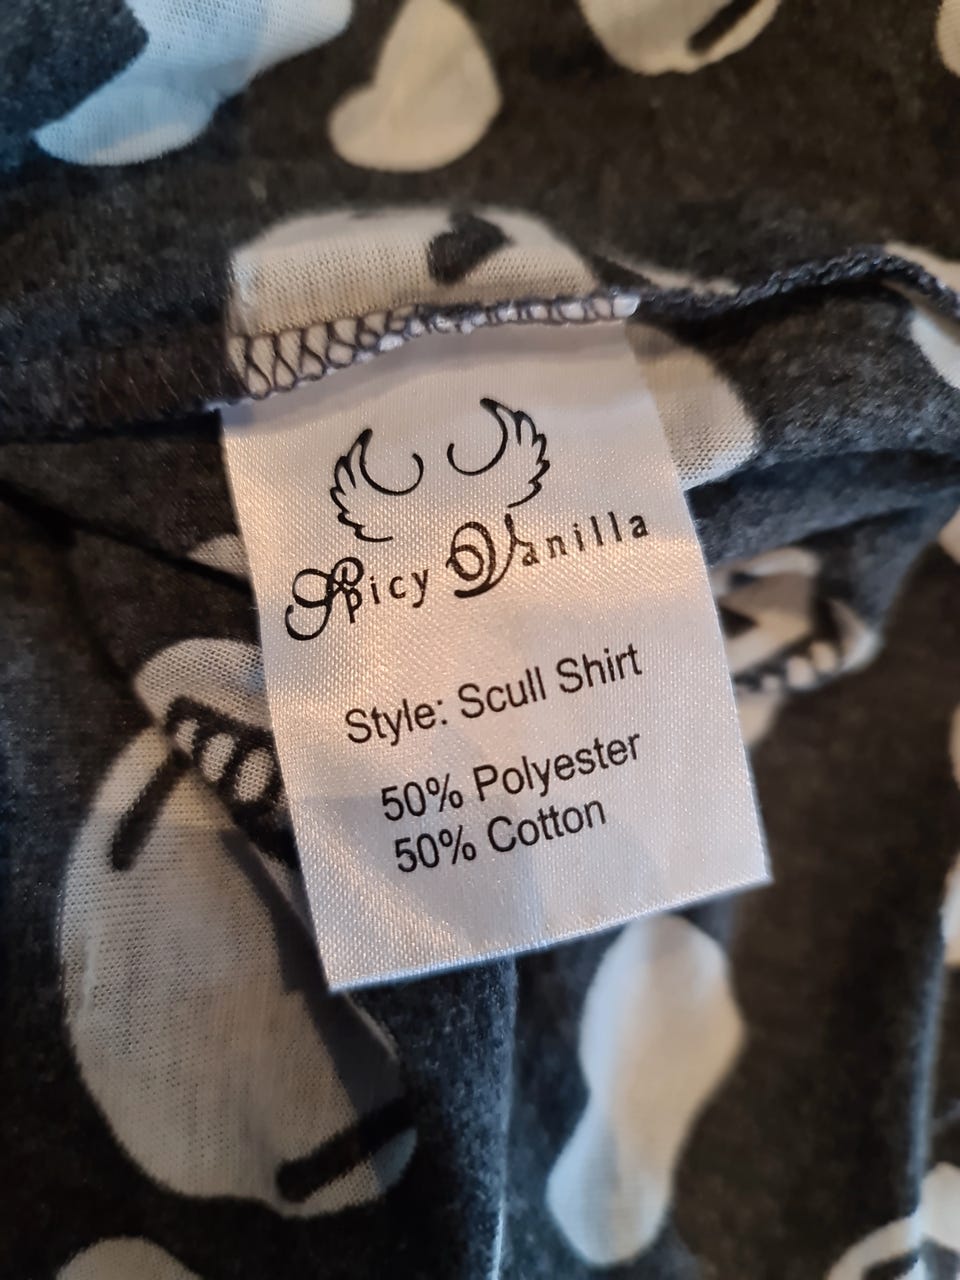 Spicy Vanilla
Style: Scull Shirt
50% Polyester
50% Cotton